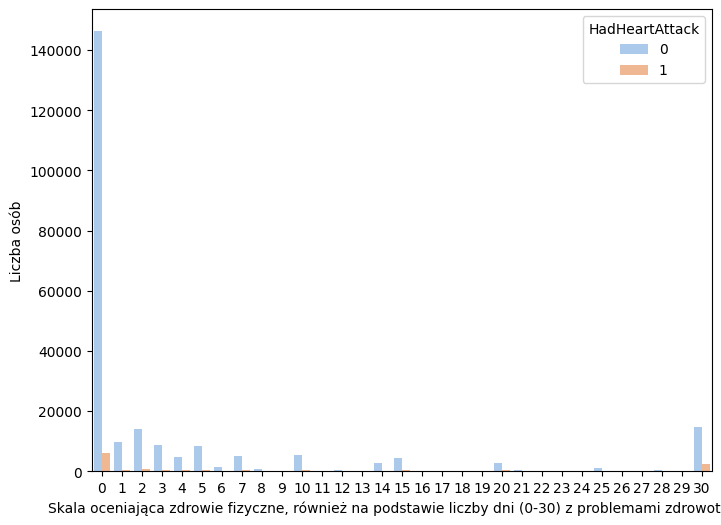 HadHeartAttack
0
1
140000
120000
100000
80000
60000
40000
20000
0
Liczba osób
0 1 2 3 4 5 6 7 8 9 10 11 12 13 14 15 16 17 18 19 20 21 22 23 24 25 26 27 28 29 30
Skala oceniająca zdrowie fizyczne, również na podstawie liczby dni (0-30) z problemami zdrowot